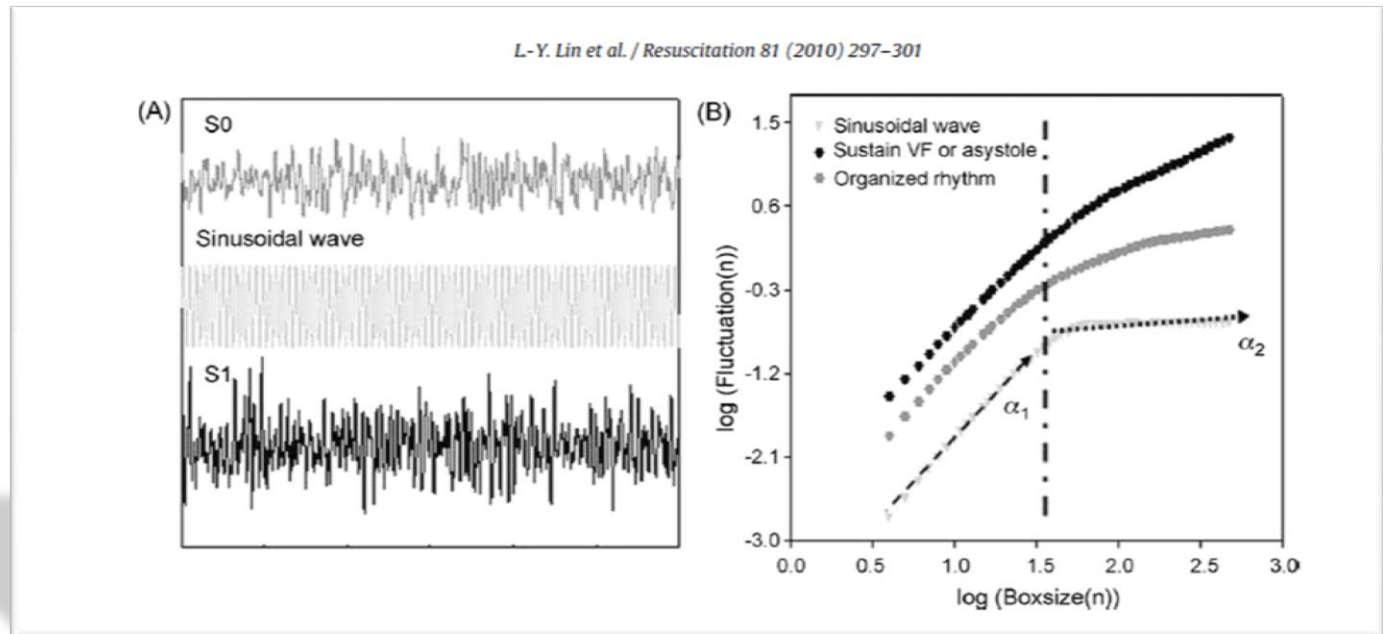 L.-Y. Lin et al. / Resuscitation 81 (2010) 297–301
(A)
S0
Sinusoidal wave
S1
(B)
1.5
0.6
-0.3
-1.2
-2.1
-3.0
log (Fluctuation(n))
Sinusoidal wave
Sustain VF or asystole
Organized rhythm
α1
α2
0.0 0.5 1.0 1.5 2.0 2.5 3.0
log (Boxsize(n))